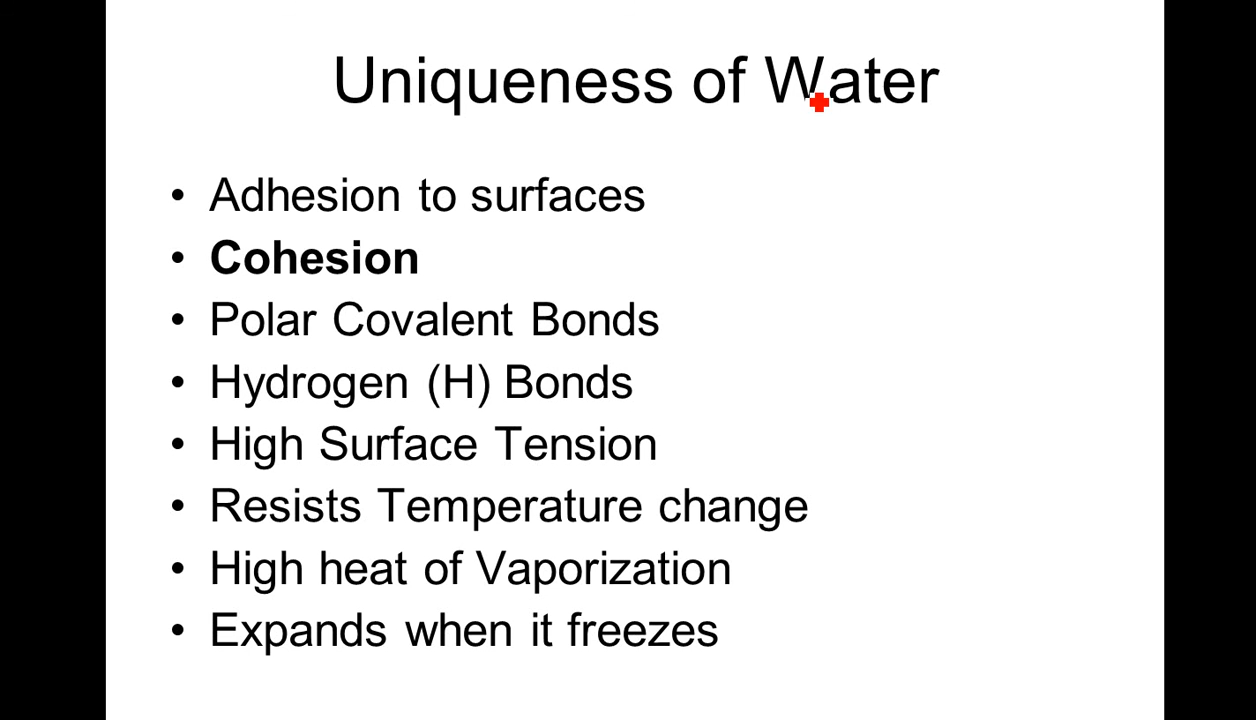 Uniqueness of Water
• Adhesion to surfaces
• Cohesion
• Polar Covalent Bonds
• Hydrogen (H) Bonds
• High Surface Tension
• Resists Temperature change
• High heat of Vaporization
• Expands when it freezes